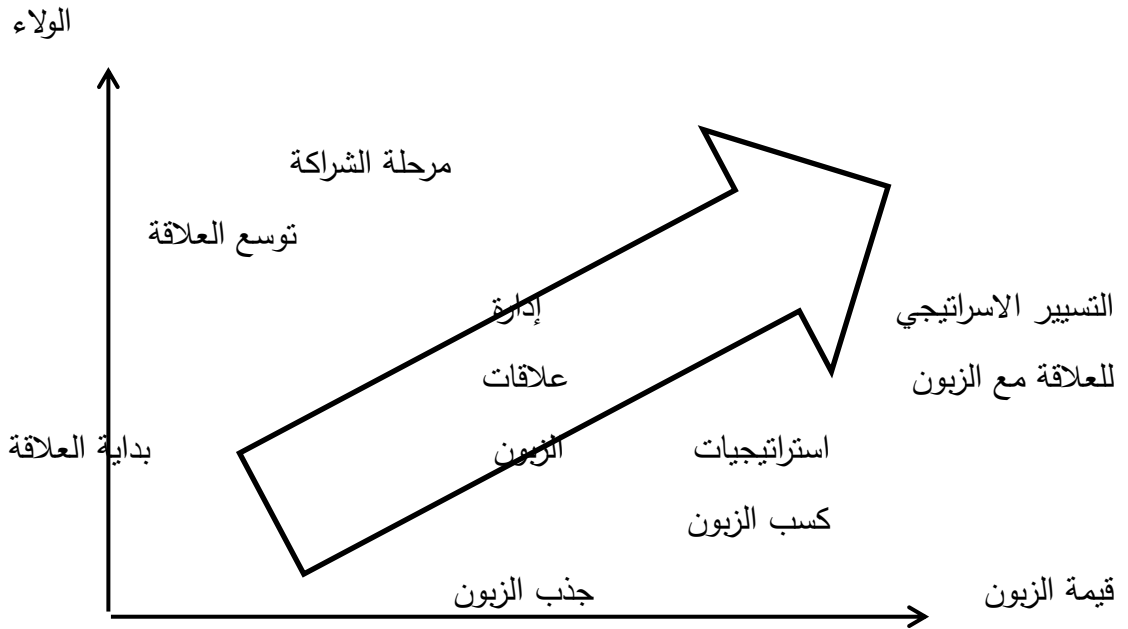 الولاء
مرحلة الشراكة
توسع العلاقة
إدارة
التسيير الاسراتيجي
علاقات
للعلاقة مع الزبون
بداية العلاقة
الزبون
استراتيجيات
كسب الزبون
جذب الزبون
قيمة الزبون